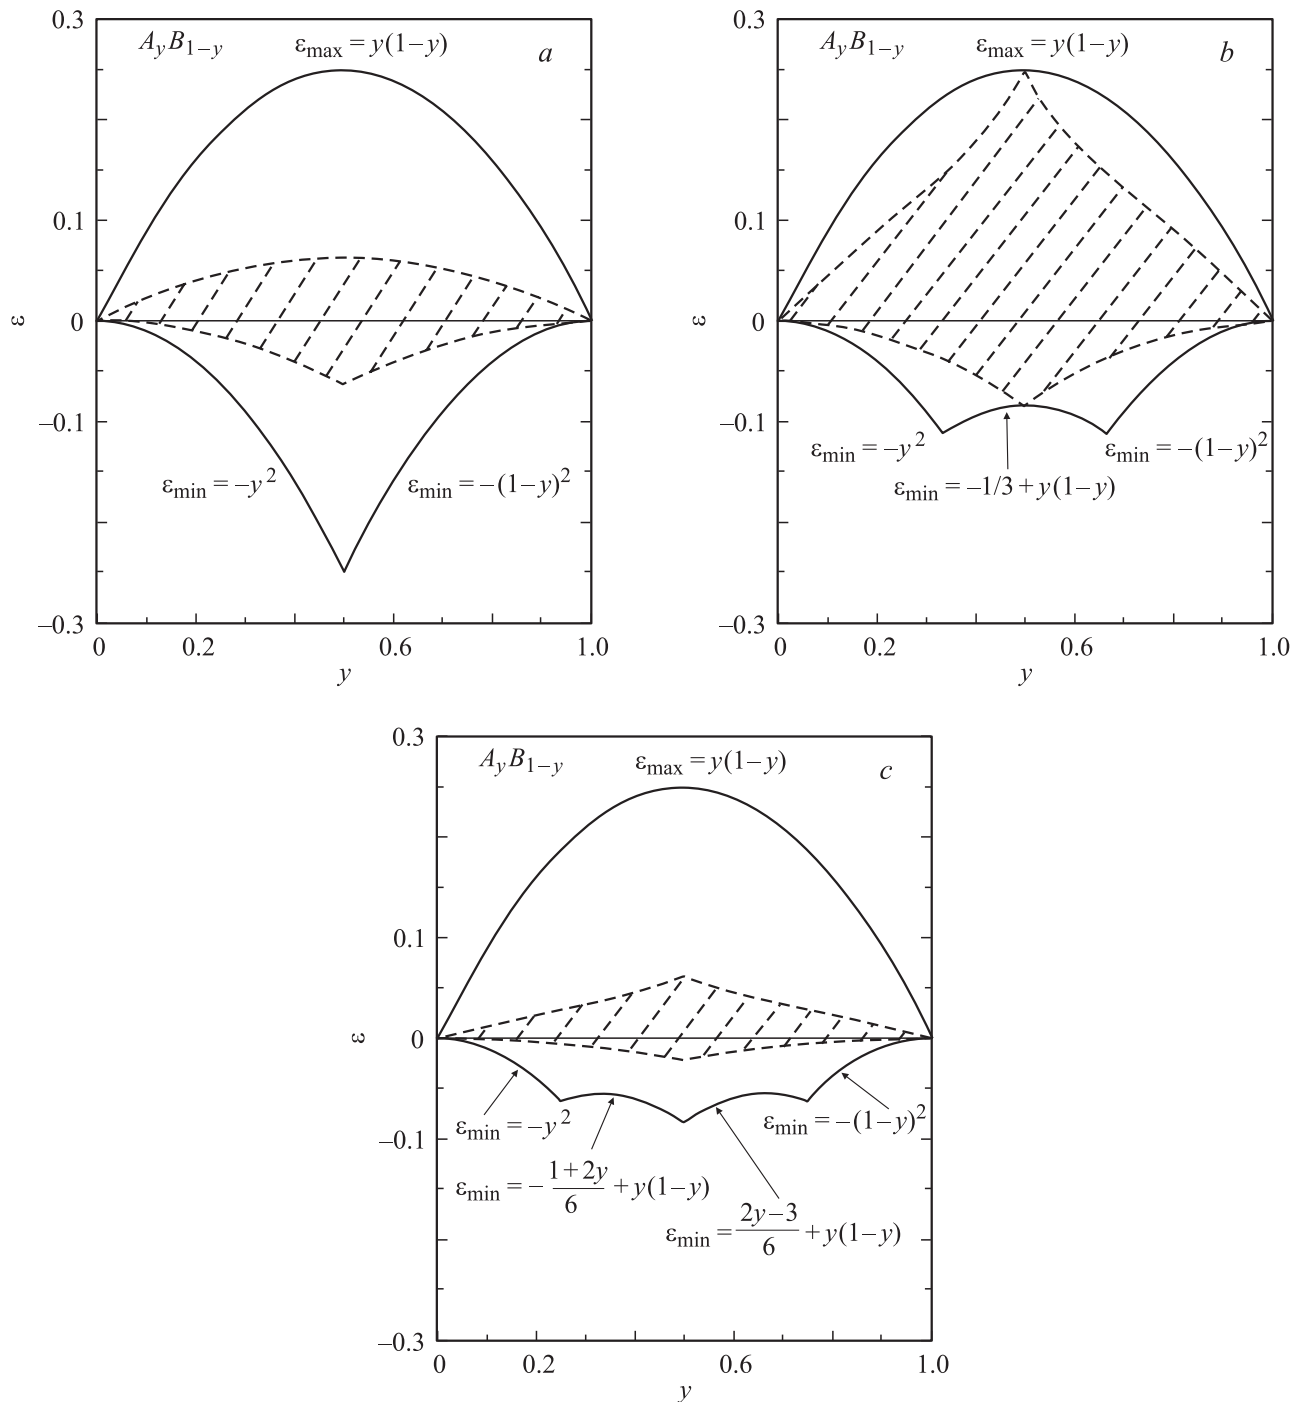 0.3
A_yB_{1−y} ε_max = y(1−y) a
0.1
ε
0
−0.1
ε_min = −y²
ε_min = −(1−y)²
−0.3
0 0.2 0.6 1.0
y
0.3
A_yB_{1−y} ε_max = y(1−y) b
0.1
ε
0
−0.1
ε_min = −y²
ε_min = −(1−y)²
ε_min = −1/3 + y(1−y)
−0.3
0 0.2 0.6 1.0
y
0.3
A_yB_{1−y} ε_max = y(1−y) c
0.1
ε
0
ε_min = −y²
ε_min = −(1−y)²
−0.1
ε_min = − (1+2y)/6 + y(1−y)
ε_min = (2y−3)/6 + y(1−y)
−0.3
0 0.2 0.6 1.0
y